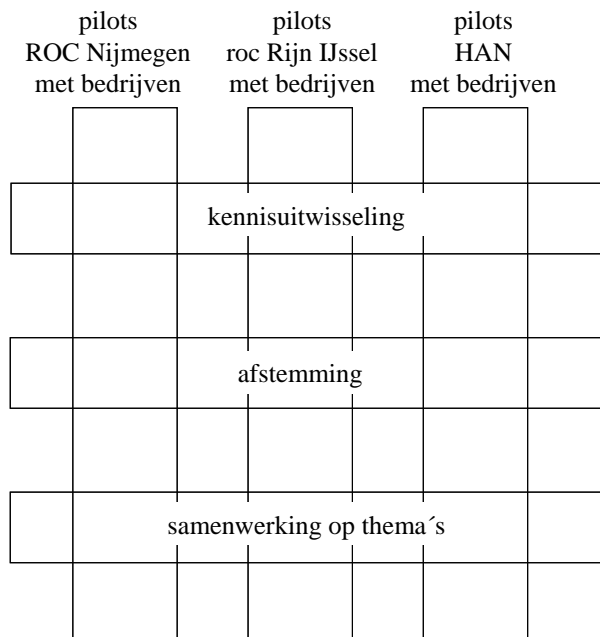 pilots
ROC Nijmegen
met bedrijven
pilots
roc Rijn IJssel
met bedrijven
pilots
HAN
met bedrijven
kennisuitwisseling
afstemming
samenwerking op thema´s